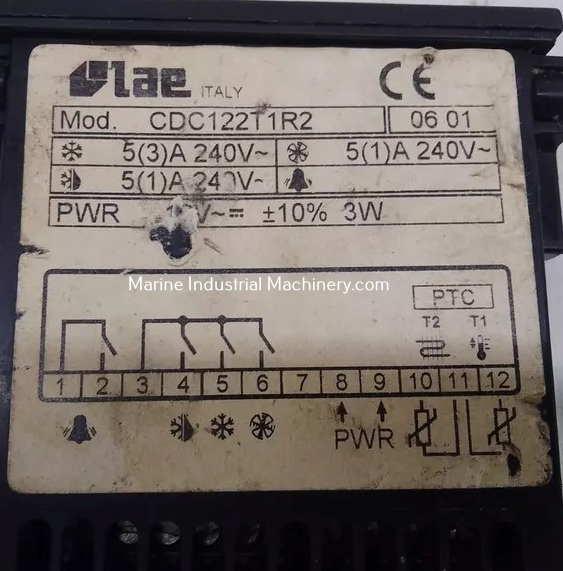 lae ITALY CE
Mod. CDC122T1R2 06 01
5(3)A 240V~ 5(1)A 240V~
5(1)A 240V~
PWR V~ ±10% 3W
Marine Industrial Machinery.com
PTC
T2 T1
1 2 3 4 5 6 7 8 9 10 11 12
PWR